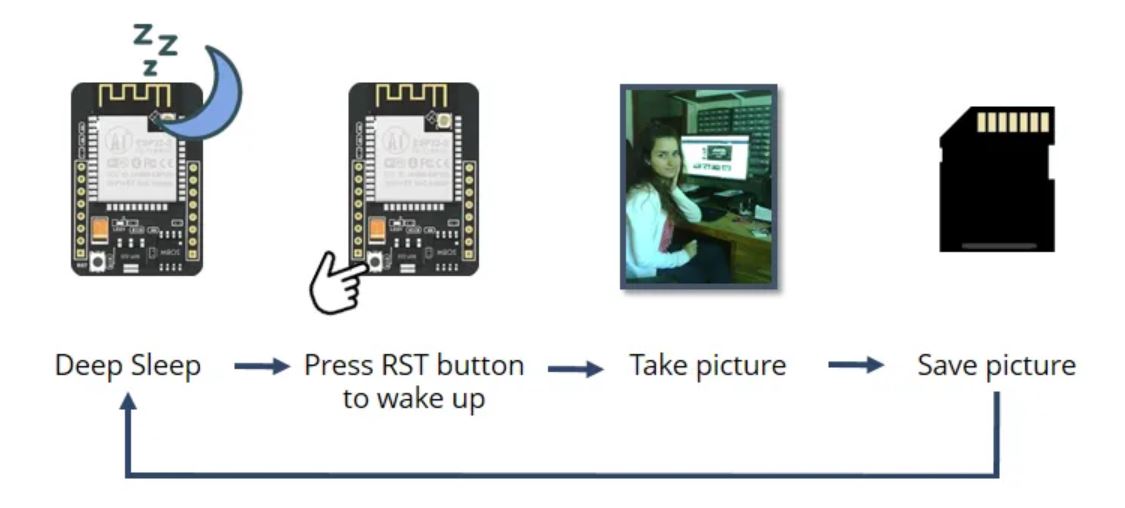 Z Z
z
Deep Sleep
Press RST button
to wake up
Take picture
Save picture